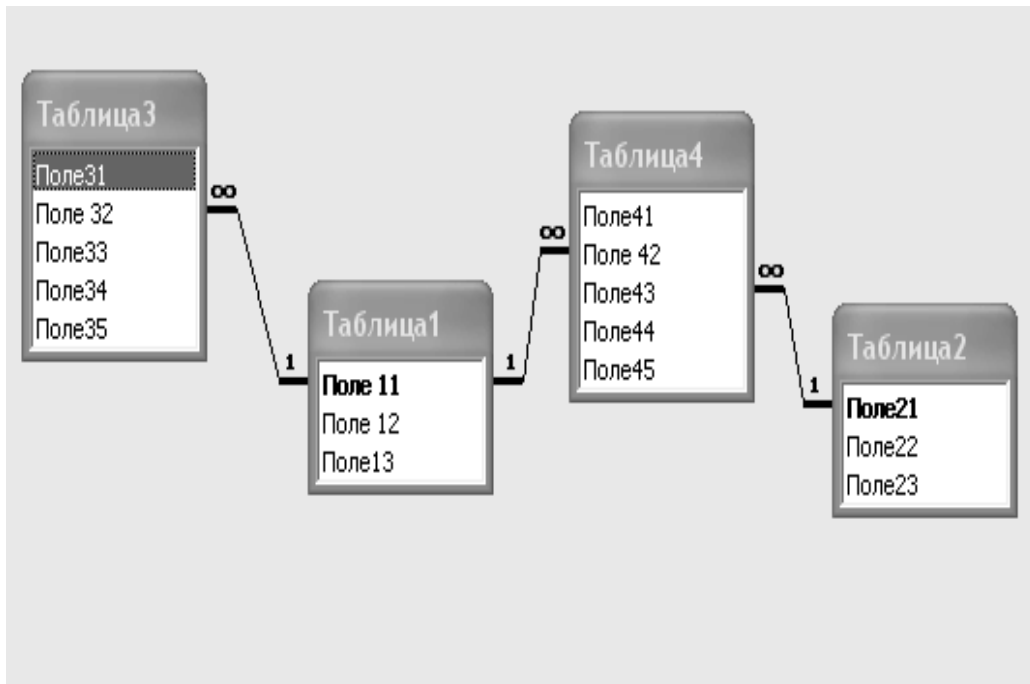 Таблица3
Поле31
Поле 32
Поле33
Поле34
Поле35
∞
1
Таблица1
Поле 11
Поле 12
Поле13
1
∞
Таблица4
Поле41
Поле 42
Поле43
Поле44
Поле45
∞
1
Таблица2
Поле21
Поле22
Поле23